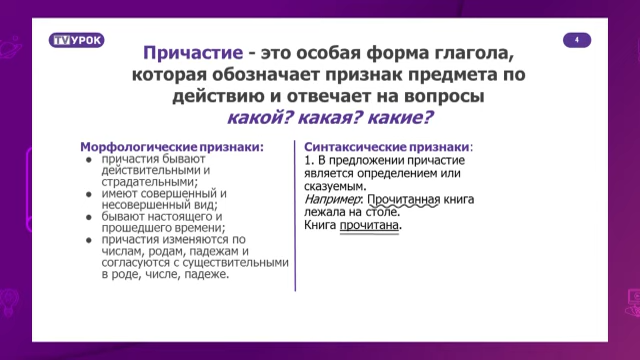 TV УРОК
4
Причастие - это особая форма глагола,
которая обозначает признак предмета по
действию и отвечает на вопросы
какой? какая? какие?
Морфологические признаки:
● причастия бывают
действительными и
страдательными;
● имеют совершенный и
несовершенный вид;
● бывают настоящего и
прошедшего времени;
● причастия изменяются по
числам, родам, падежам и
согласуются с существительными
в роде, числе, падеже.
Синтаксические признаки:
1. В предложении причастие
является определением или
сказуемым.
Например: Прочитанная книга
лежала на столе.
Книга прочитана.